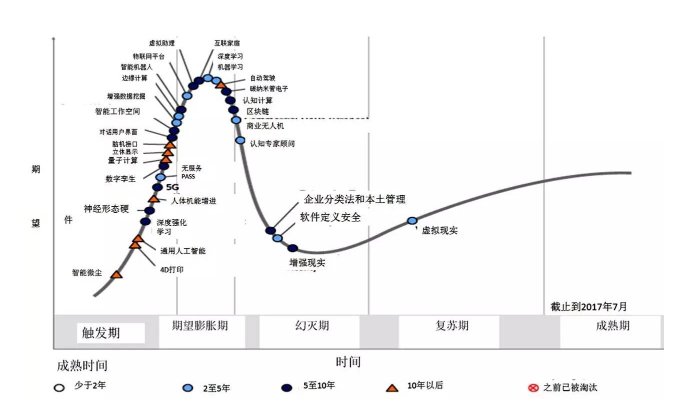 虚拟助理
互联家庭
物联网平台
深度学习
机器学习
智能机器人
边缘计算
自动驾驶
碳纳米管电子
增强数据挖掘
认知计算
智能工作空间
区块链
商业无人机
对话用户界面
脑机接口
认知专家顾问
立体显示
量子计算
无服务
PASS
数字孪生
5G
人体机能增进
神经形态硬
件
深度强化
学习
通用人工智能
智能微尘
4D打印
企业分类法和本土管理
软件定义安全
增强现实
虚拟现实
期
望
截止到2017年7月
触发期
期望膨胀期
幻灭期
复苏期
成熟期
成熟时间
时间
少于2年
2至5年
5至10年
10年以后
之前已被淘汰